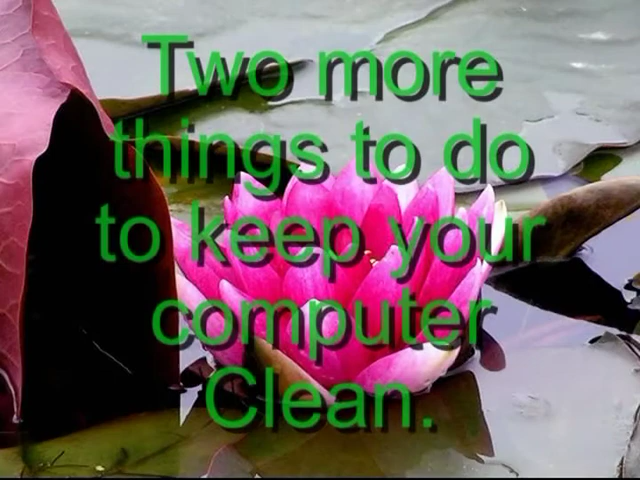 Two more
things to do
to keep your
computer
Clean.